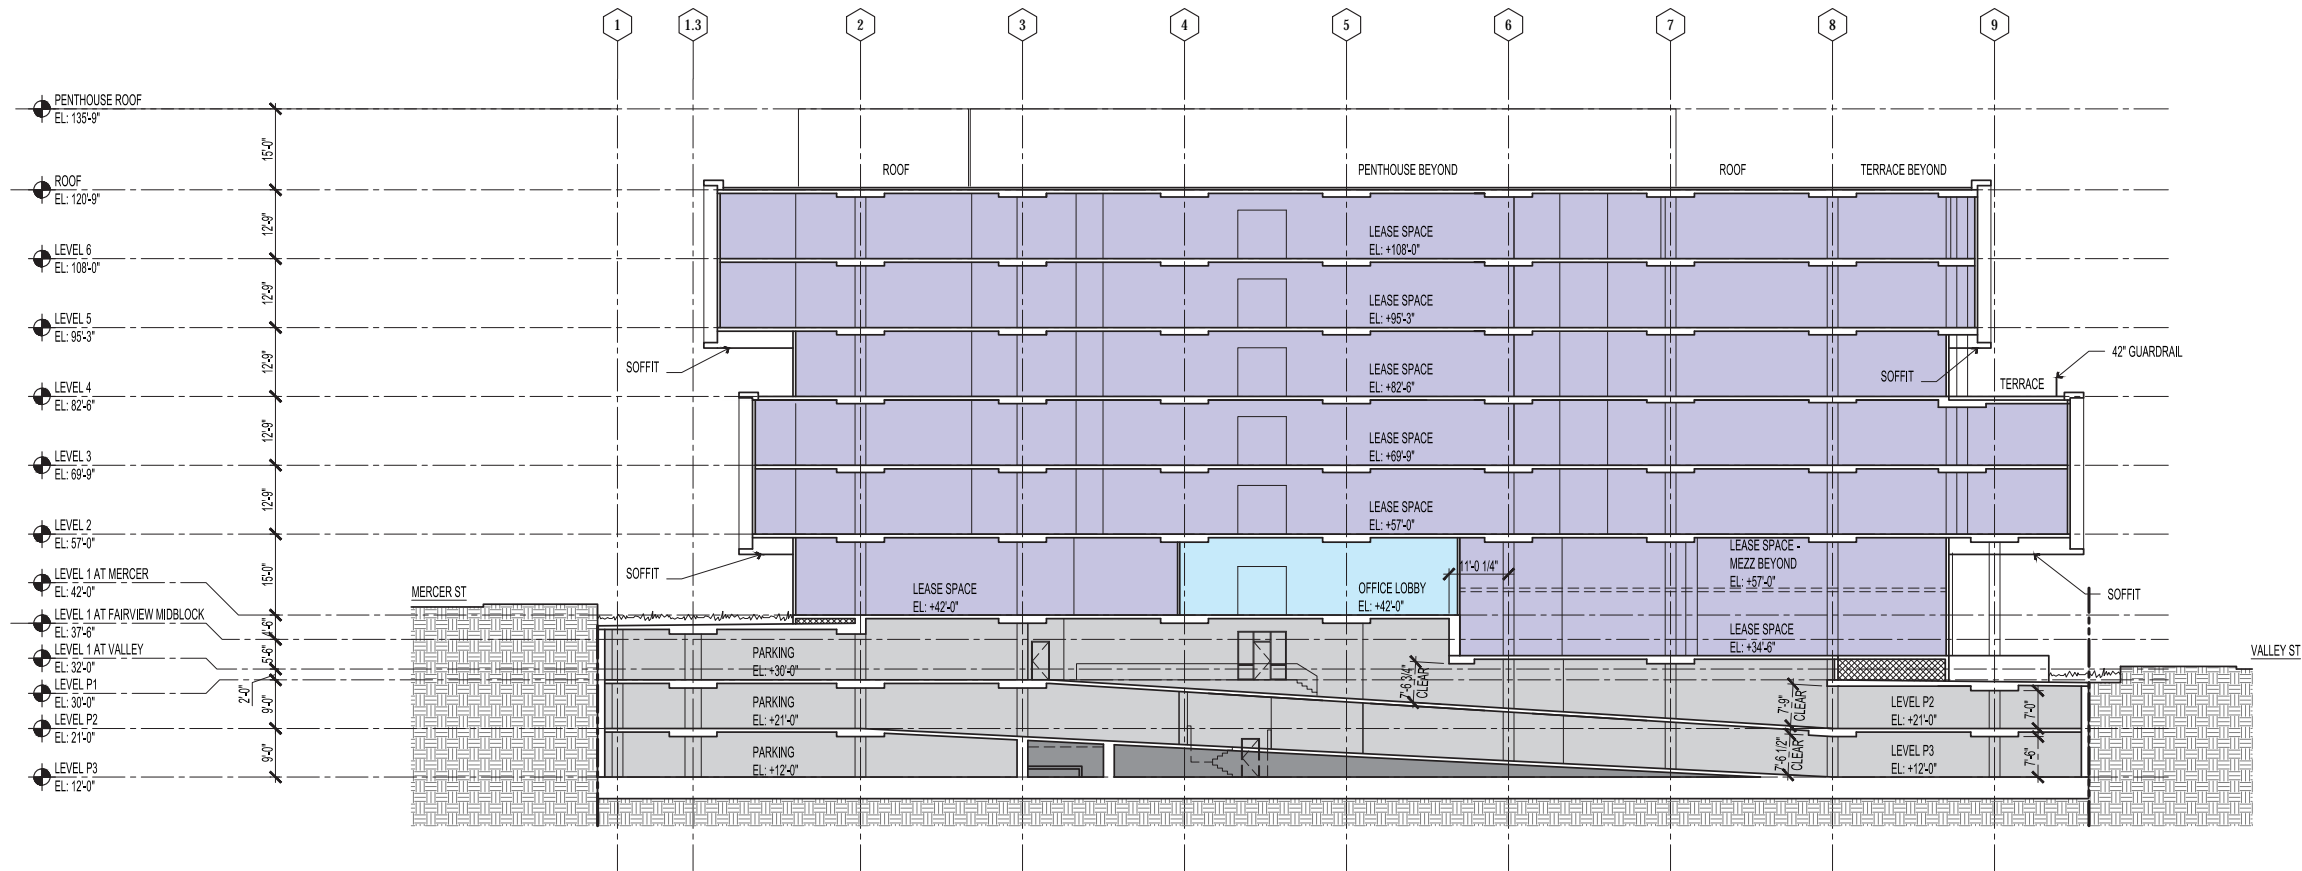 1
1.3
2
3
4
5
6
7
8
9
PENTHOUSE ROOF
EL: 135'-9"
15'-0"
ROOF
PENTHOUSE BEYOND
ROOF
TERRACE BEYOND
ROOF
EL: 120'-9"
12'-9"
LEASE SPACE
EL: +108'-0"
LEVEL 6
EL: 108'-0"
12'-9"
LEASE SPACE
EL: +95'-3"
LEVEL 5
EL: 95'-3"
12'-9"
SOFFIT
LEASE SPACE
EL: +82'-6"
SOFFIT
TERRACE
42" GUARDRAIL
LEVEL 4
EL: 82'-6"
12'-9"
LEASE SPACE
EL: +69'-9"
LEVEL 3
EL: 69'-9"
12'-9"
LEASE SPACE
EL: +57'-0"
LEVEL 2
EL: 57'-0"
15'-0"
SOFFIT
LEASE SPACE
EL: +42'-0"
OFFICE LOBBY
EL: +42'-0"
11'-0 1/4"
LEASE SPACE -
MEZZ BEYOND
EL: +57'-0"
SOFFIT
LEVEL 1 AT MERCER
EL: 42'-0"
MERCER ST
LEVEL 1 AT FAIRVIEW MIDBLOCK
EL: 37'-6"
4'-6"
LEASE SPACE
EL: +34'-6"
LEVEL 1 AT VALLEY
EL: 32'-0"
5'-6"
VALLEY ST
PARKING
EL: +30'-0"
7'-6 3/4"
CLEAR
LEVEL P1
EL: 30'-0"
2'-0"
9'-0"
PARKING
EL: +21'-0"
7'-9"
CLEAR
LEVEL P2
EL: +21'-0"
7'-0"
LEVEL P2
EL: 21'-0"
9'-0"
PARKING
EL: +12'-0"
7'-6 1/2"
CLEAR
LEVEL P3
EL: +12'-0"
7'-6"
LEVEL P3
EL: 12'-0"